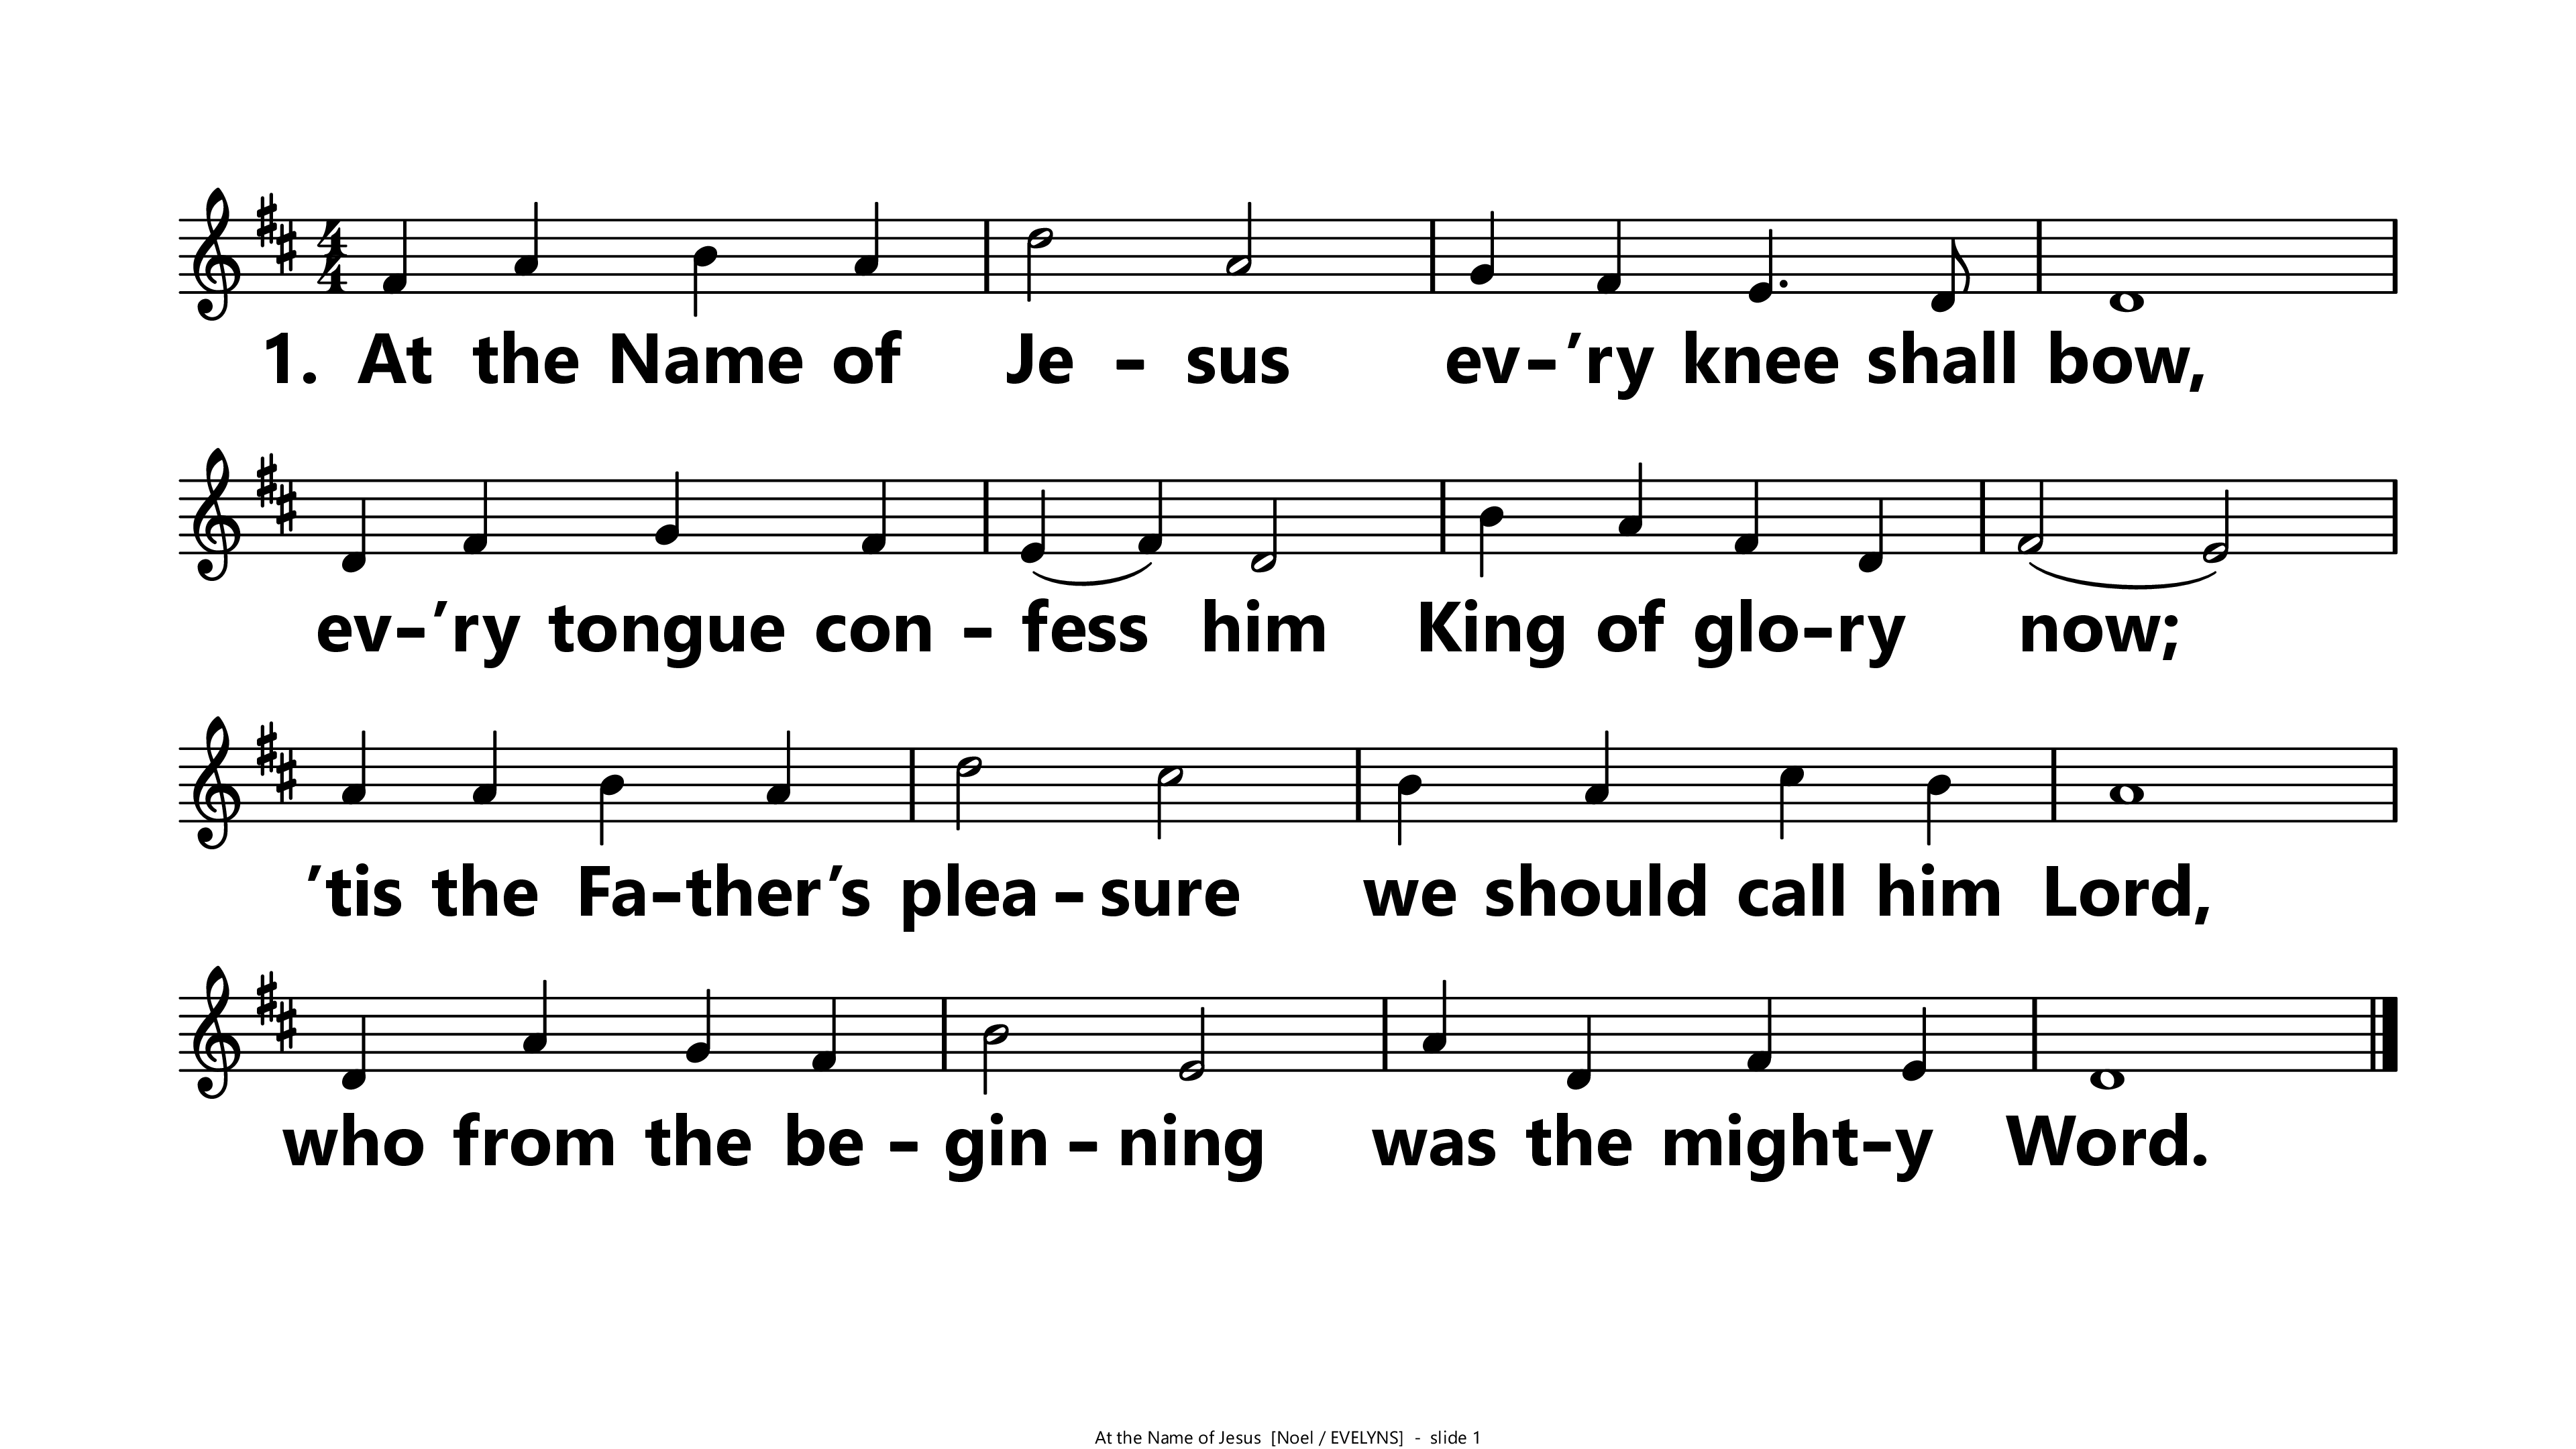 1. At the Name of Je - sus ev-’ry knee shall bow,
ev-’ry tongue con - fess him King of glo-ry now;
’tis the Fa-ther’s plea - sure we should call him Lord,
who from the be - gin - ning was the might-y Word.
At the Name of Jesus [Noel / EVELYNS] - slide 1